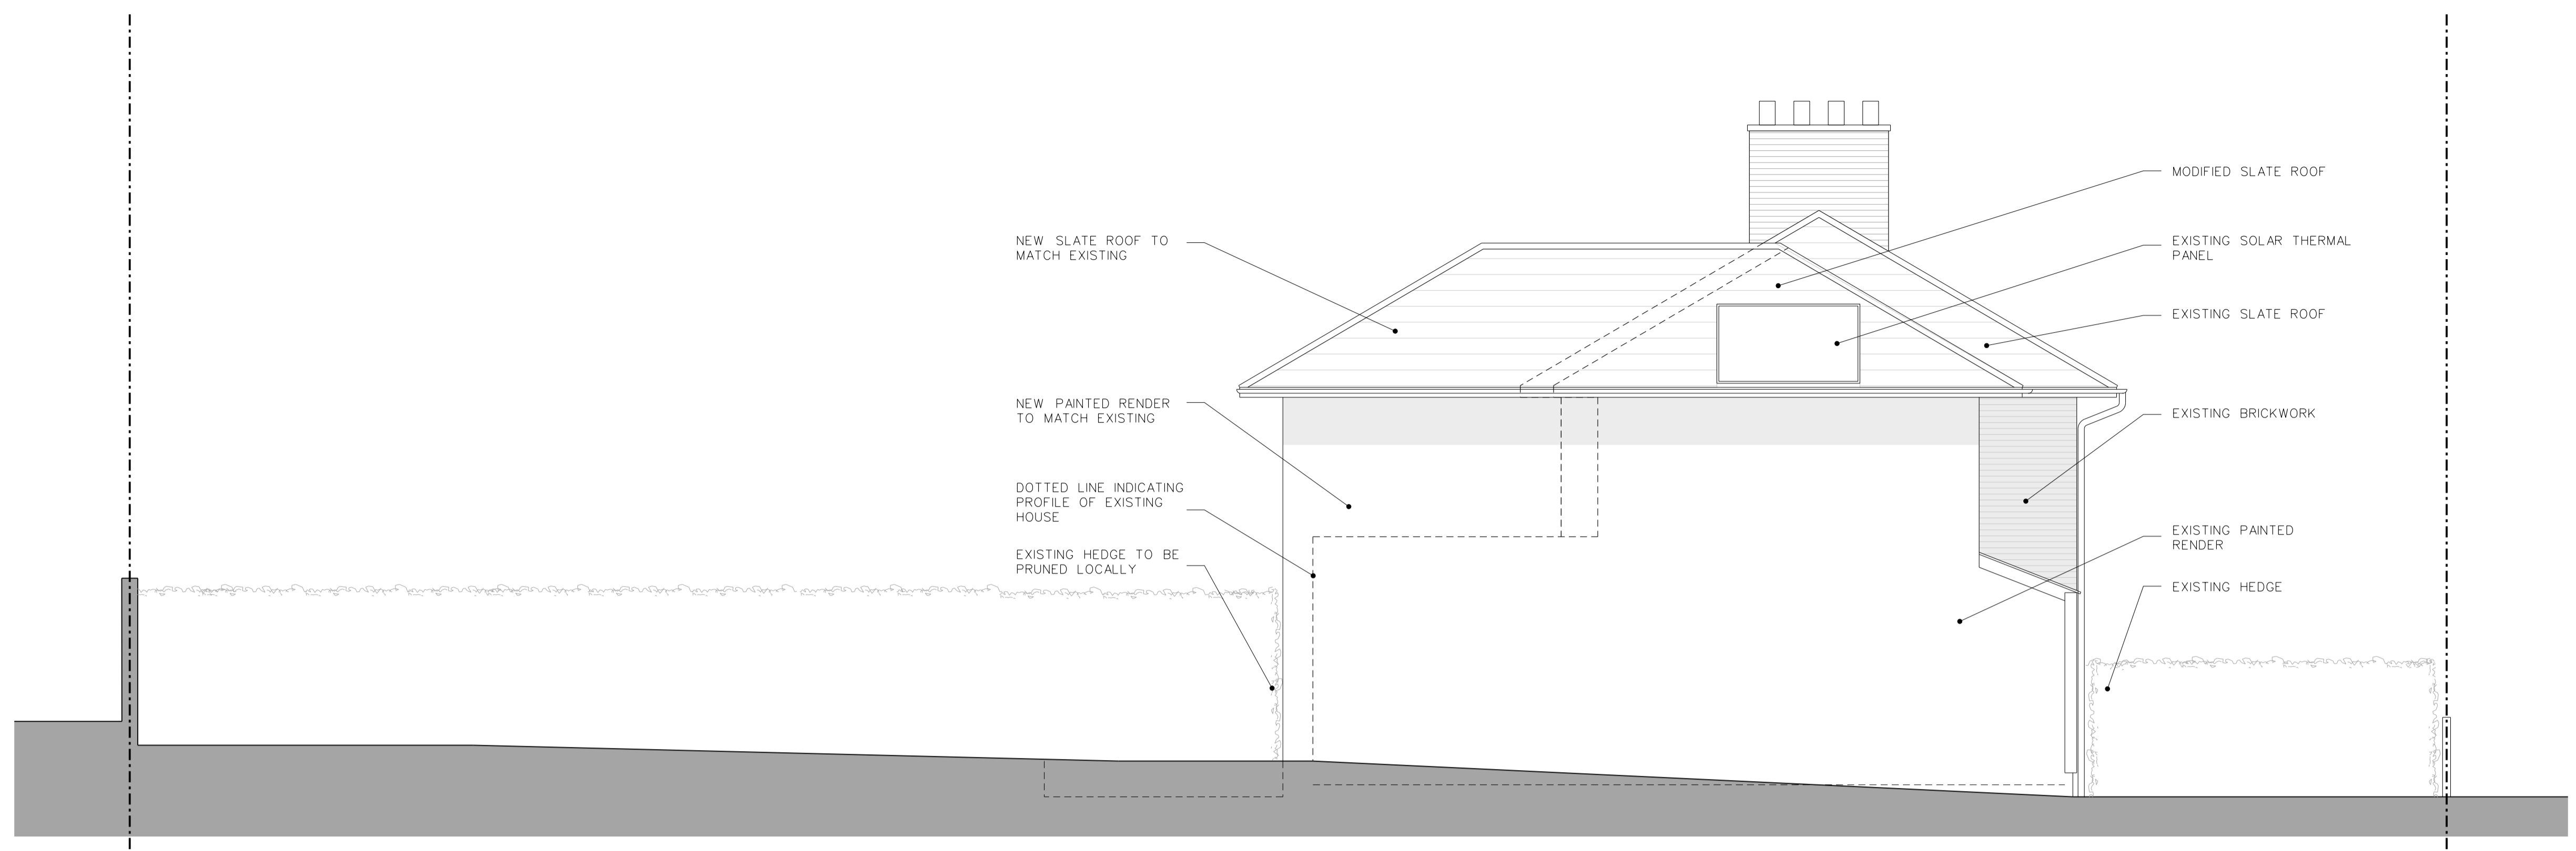 NEW SLATE ROOF TO
MATCH EXISTING
NEW PAINTED RENDER
TO MATCH EXISTING
DOTTED LINE INDICATING
PROFILE OF EXISTING
HOUSE
EXISTING HEDGE TO BE
PRUNED LOCALLY
MODIFIED SLATE ROOF
EXISTING SOLAR THERMAL
PANEL
EXISTING SLATE ROOF
EXISTING BRICKWORK
EXISTING PAINTED
RENDER
EXISTING HEDGE